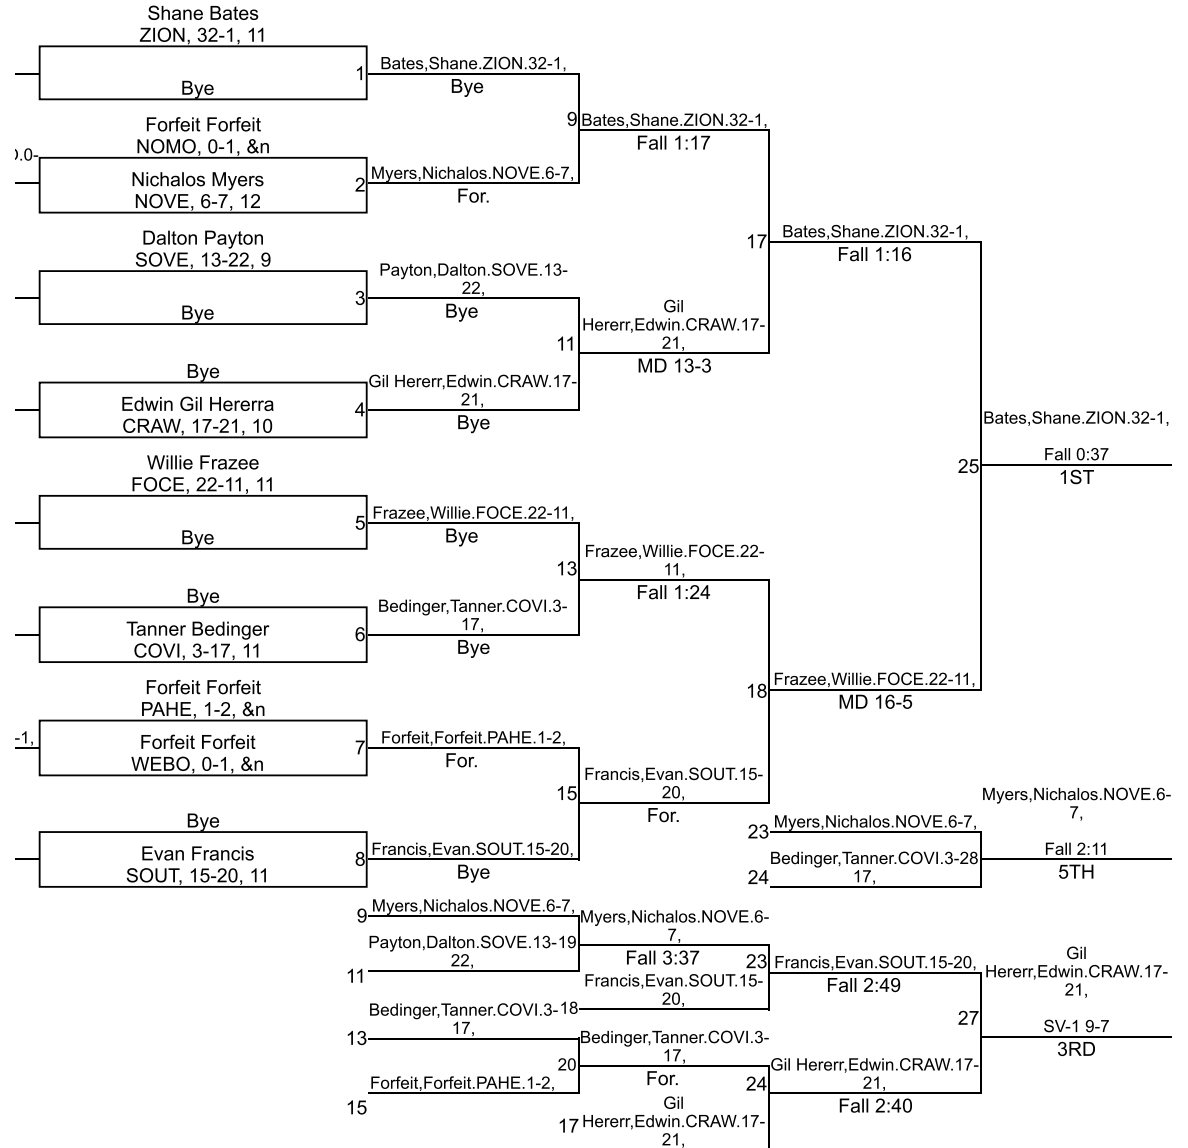 Shane Bates
ZION, 32-1, 11
Bye
1
Bates,Shane.ZION.32-1,
Bye
Forfeit Forfeit
NOMO, 0-1, &n
0.0-
Nichalos Myers
NOVE, 6-7, 12
2
Myers,Nichalos.NOVE.6-7,
For.
9
Bates,Shane.ZION.32-1,
Fall 1:17
Dalton Payton
SOVE, 13-22, 9
Bye
3
Payton,Dalton.SOVE.13-
22,
Bye
Bye
Edwin Gil Hererra
CRAW, 17-21, 10
4
Gil Hererr,Edwin.CRAW.17-
21,
Bye
11
Gil
Hererr,Edwin.CRAW.17-
21,
MD 13-3
17
Bates,Shane.ZION.32-1,
Fall 1:16
Willie Frazee
FOCE, 22-11, 11
Bye
5
Frazee,Willie.FOCE.22-11,
Bye
Bye
Tanner Bedinger
COVI, 3-17, 11
6
Bedinger,Tanner.COVI.3-
17,
Bye
13
Frazee,Willie.FOCE.22-
11,
Fall 1:24
Forfeit Forfeit
PAHE, 1-2, &n
-1,
Forfeit Forfeit
WEBO, 0-1, &n
7
Forfeit,Forfeit.PAHE.1-2,
For.
Bye
Evan Francis
SOUT, 15-20, 11
8
Francis,Evan.SOUT.15-20,
Bye
15
Francis,Evan.SOUT.15-
20,
For.
18
Frazee,Willie.FOCE.22-11,
MD 16-5
25
Bates,Shane.ZION.32-1,
Fall 0:37
1ST
23
Myers,Nichalos.NOVE.6-7,
24
Bedinger,Tanner.COVI.3-
17,
28
Myers,Nichalos.NOVE.6-
7,
Fall 2:11
5TH
9
Myers,Nichalos.NOVE.6-7,
11
Payton,Dalton.SOVE.13-
22,
19
Myers,Nichalos.NOVE.6-
7,
Fall 3:37
18
Francis,Evan.SOUT.15-
20,
23
Francis,Evan.SOUT.15-20,
Fall 2:49
13
Bedinger,Tanner.COVI.3-
17,
15
Forfeit,Forfeit.PAHE.1-2,
20
Bedinger,Tanner.COVI.3-
17,
For.
17
Gil
Hererr,Edwin.CRAW.17-
21,
24
Gil Hererr,Edwin.CRAW.17-
21,
Fall 2:40
27
Gil
Hererr,Edwin.CRAW.17-
21,
SV-1 9-7
3RD